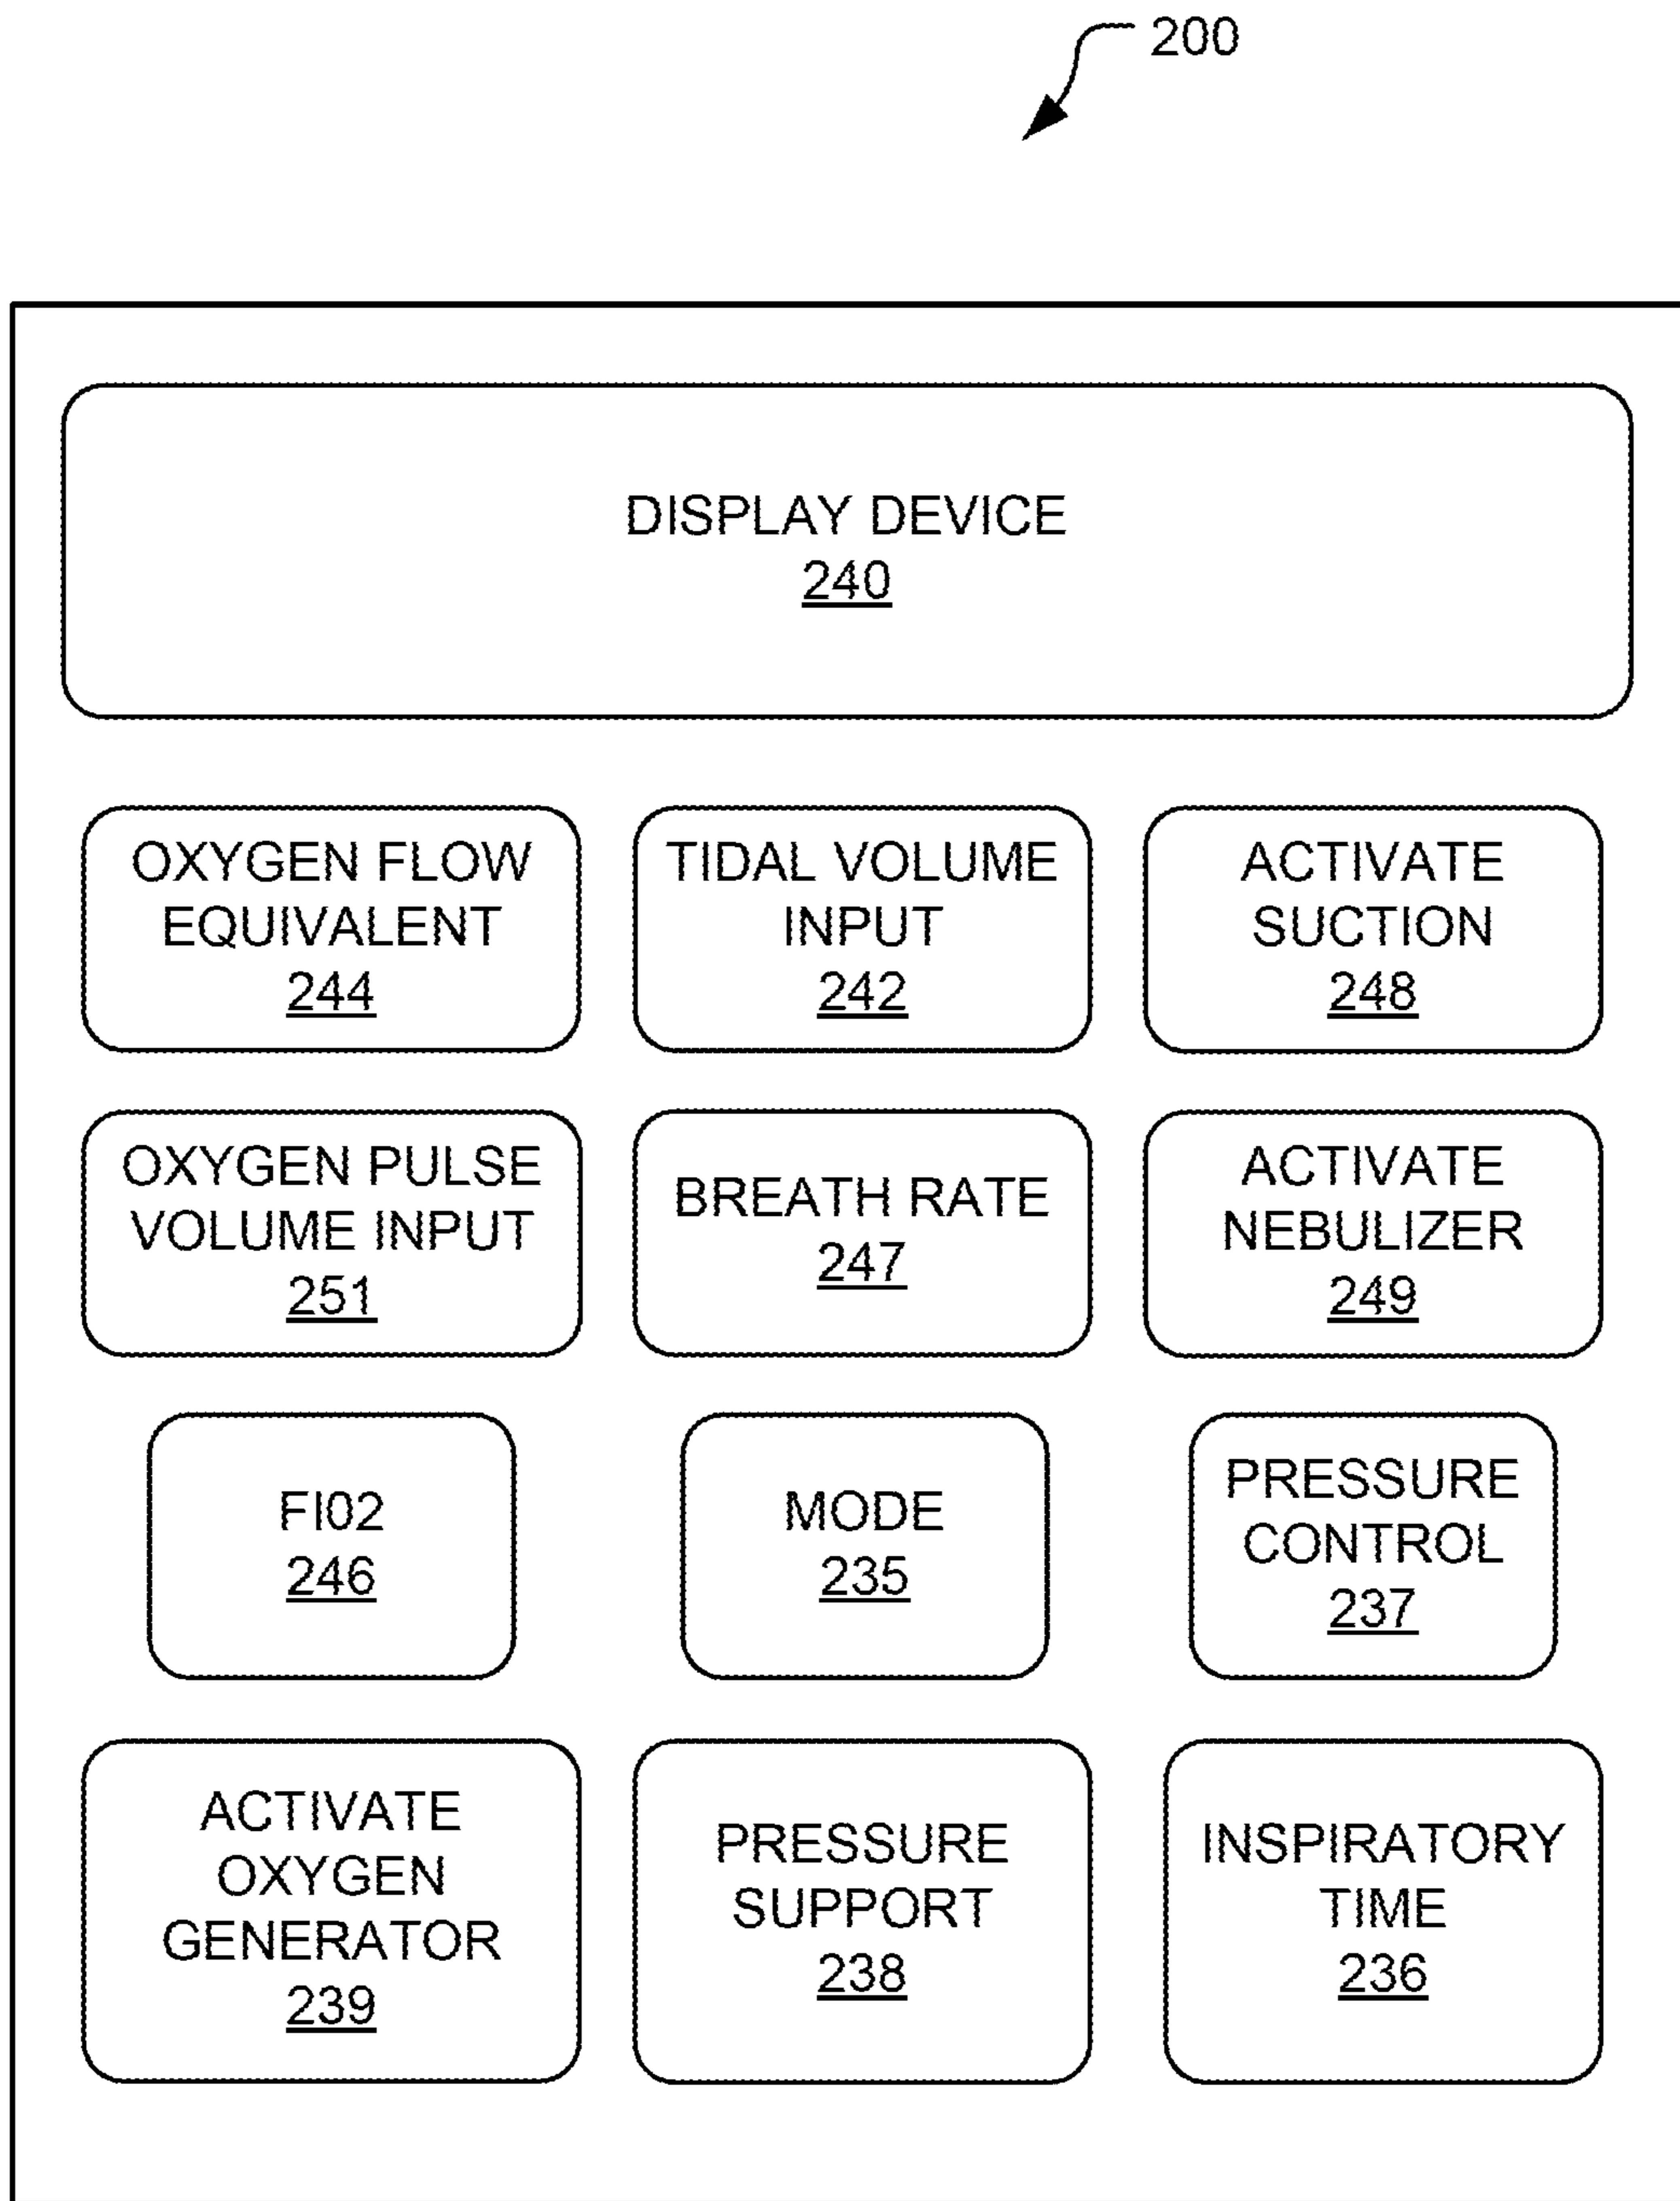 200
DISPLAY DEVICE
240
OXYGEN FLOW
EQUIVALENT
244
TIDAL VOLUME
INPUT
242
ACTIVATE
SUCTION
248
OXYGEN PULSE
VOLUME INPUT
251
BREATH RATE
247
ACTIVATE
NEBULIZER
249
FI02
246
MODE
235
PRESSURE
CONTROL
237
ACTIVATE
OXYGEN
GENERATOR
239
PRESSURE
SUPPORT
238
INSPIRATORY
TIME
236